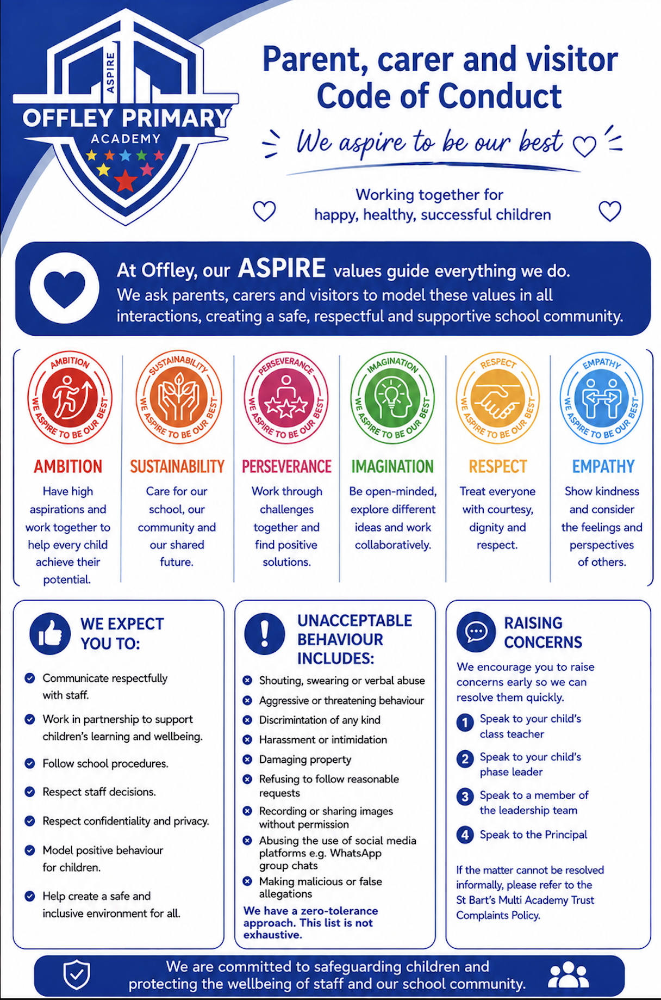 ASPIRE
OFFLEY PRIMARY
ACADEMY
Parent, carer and visitor
Code of Conduct
We aspire to be our best
Working together for
happy, healthy, successful children
At Offley, our ASPIRE values guide everything we do.
We ask parents, carers and visitors to model these values in all
interactions, creating a safe, respectful and supportive school community.
AMBITION
WE ASPIRE TO BE OUR BEST
AMBITION
Have high
aspirations and
work together to
help every child
achieve their
potential.
SUSTAINABILITY
WE ASPIRE TO BE OUR BEST
SUSTAINABILITY
Care for our
school, our
community and
our shared
future.
PERSEVERANCE
WE ASPIRE TO BE OUR BEST
PERSEVERANCE
Work through
challenges
together and
find positive
solutions.
IMAGINATION
WE ASPIRE TO BE OUR BEST
IMAGINATION
Be open-minded,
explore different
ideas and work
collaboratively.
RESPECT
WE ASPIRE TO BE OUR BEST
RESPECT
Treat everyone
with courtesy,
dignity and
respect.
EMPATHY
WE ASPIRE TO BE OUR BEST
EMPATHY
Show kindness
and consider
the feelings and
perspectives
of others.
WE EXPECT
YOU TO:
Communicate respectfully
with staff.
Work in partnership to support
children's learning and wellbeing.
Follow school procedures.
Respect staff decisions.
Respect confidentiality and privacy.
Model positive behaviour
for children.
Help create a safe and
inclusive environment for all.
UNACCEPTABLE
BEHAVIOUR
INCLUDES:
Shouting, swearing or verbal abuse
Aggressive or threatening behaviour
Discrimintation of any kind
Harassment or intimidation
Damaging property
Refusing to follow reasonable
requests
Recording or sharing images
without permission
Abusing the use of social media
platforms e.g. WhatsApp
group chats
Making malicious or false
allegations
We have a zero-tolerance
approach. This list is not
exhaustive.
RAISING
CONCERNS
We encourage you to raise
concerns early so we can
resolve them quickly.
1 Speak to your child's
class teacher
2 Speak to your child's
phase leader
3 Speak to a member of
the leadership team
4 Speak to the Principal
If the matter cannot be resolved
informally, please refer to the
St Bart's Multi Academy Trust
Complaints Policy.
We are committed to safeguarding children and
protecting the wellbeing of staff and our school community.